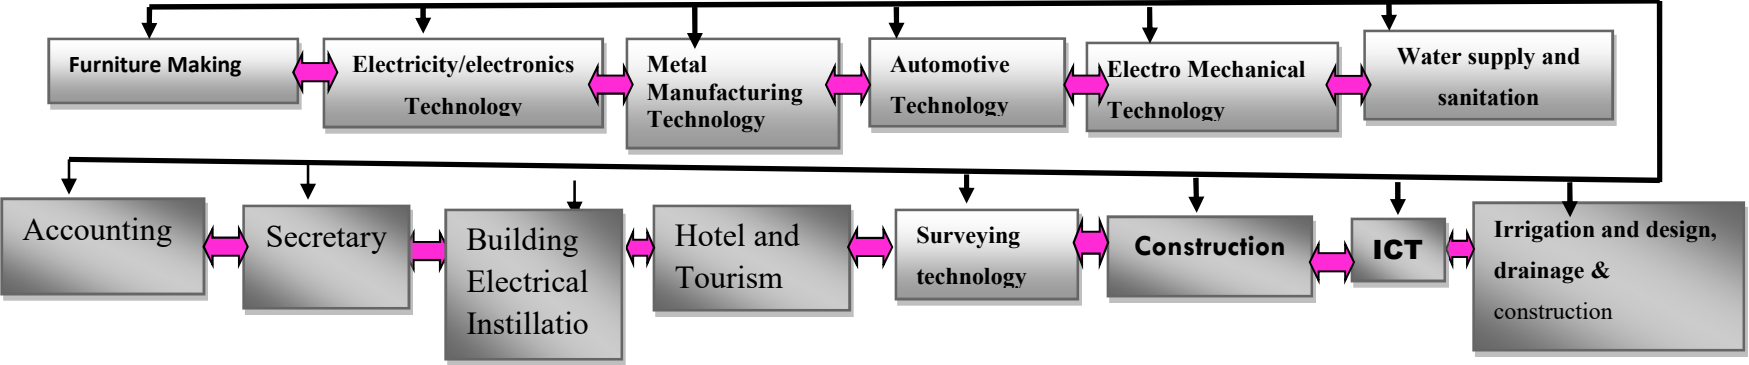 Furniture Making
Electricity/electronics
Technology
Metal
Manufacturing
Technology
Automotive
Technology
Electro Mechanical
Technology
Water supply and
sanitation
Accounting
Secretary
Building
Electrical
Instillatio
Hotel and
Tourism
Surveying
technology
Construction
ICT
Irrigation and design,
drainage &
construction